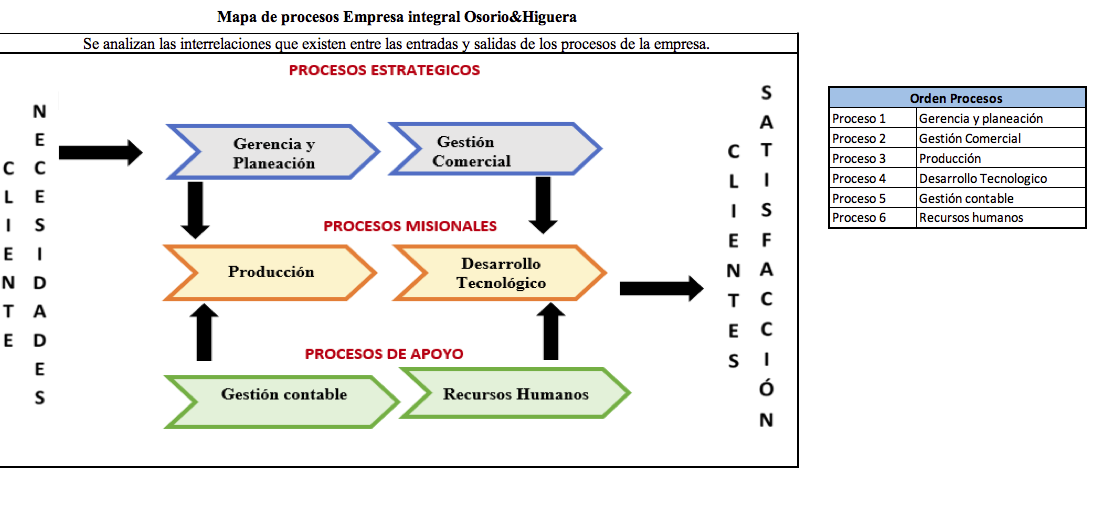 Mapa de procesos Empresa integral Osorio&Higuera
Se analizan las interrelaciones que existen entre las entradas y salidas de los procesos de la empresa.
CLIENTE
NECESIDADES
PROCESOS ESTRATEGICOS
Gerencia y
Planeación
Gestión
Comercial
PROCESOS MISIONALES
Producción
Desarrollo
Tecnológico
PROCESOS DE APOYO
Gestión contable
Recursos Humanos
CLIENTES
SATISFACCIÓN
Orden Procesos
Proceso 1 Gerencia y planeación
Proceso 2 Gestión Comercial
Proceso 3 Producción
Proceso 4 Desarrollo Tecnologico
Proceso 5 Gestión contable
Proceso 6 Recursos humanos